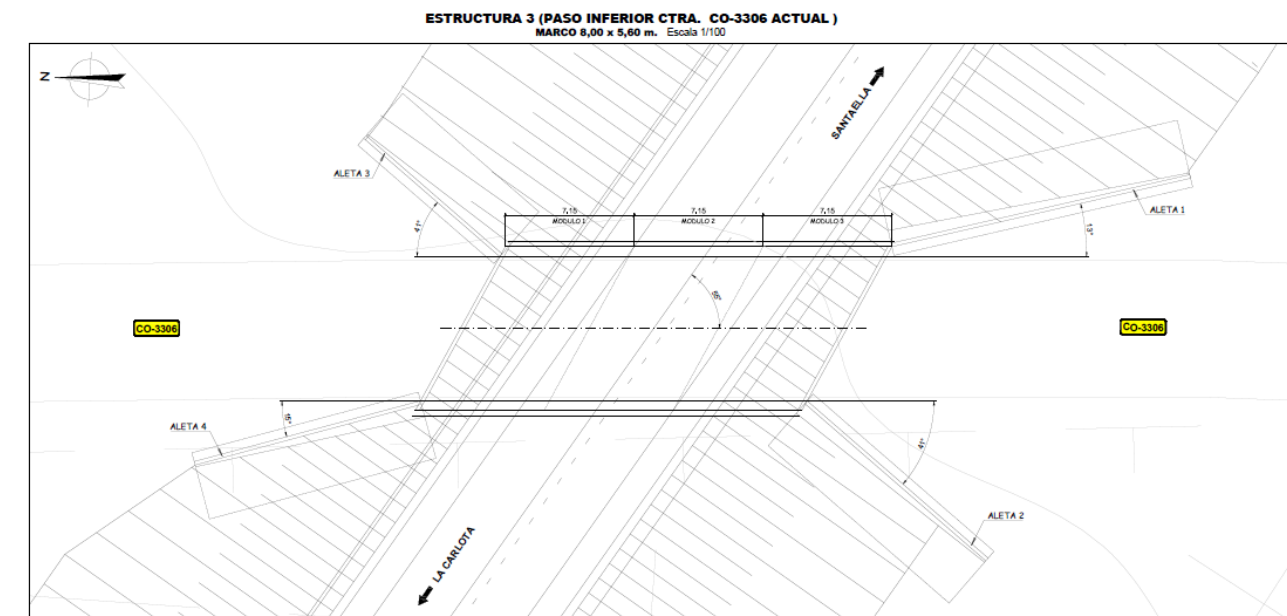 ESTRUCTURA 3 (PASO INFERIOR CTRA. CO-3306 ACTUAL )
MARCO 8,00 x 5,60 m. Escala 1/100
N
SANTAELLA
ALETA 3
ALETA 1
7,15
7,15
7,15
MODULO 1
MODULO 2
MODULO 3
41°
13°
55°
CO-3306
CO-3306
15°
ALETA 4
41°
ALETA 2
LA CARLOTA